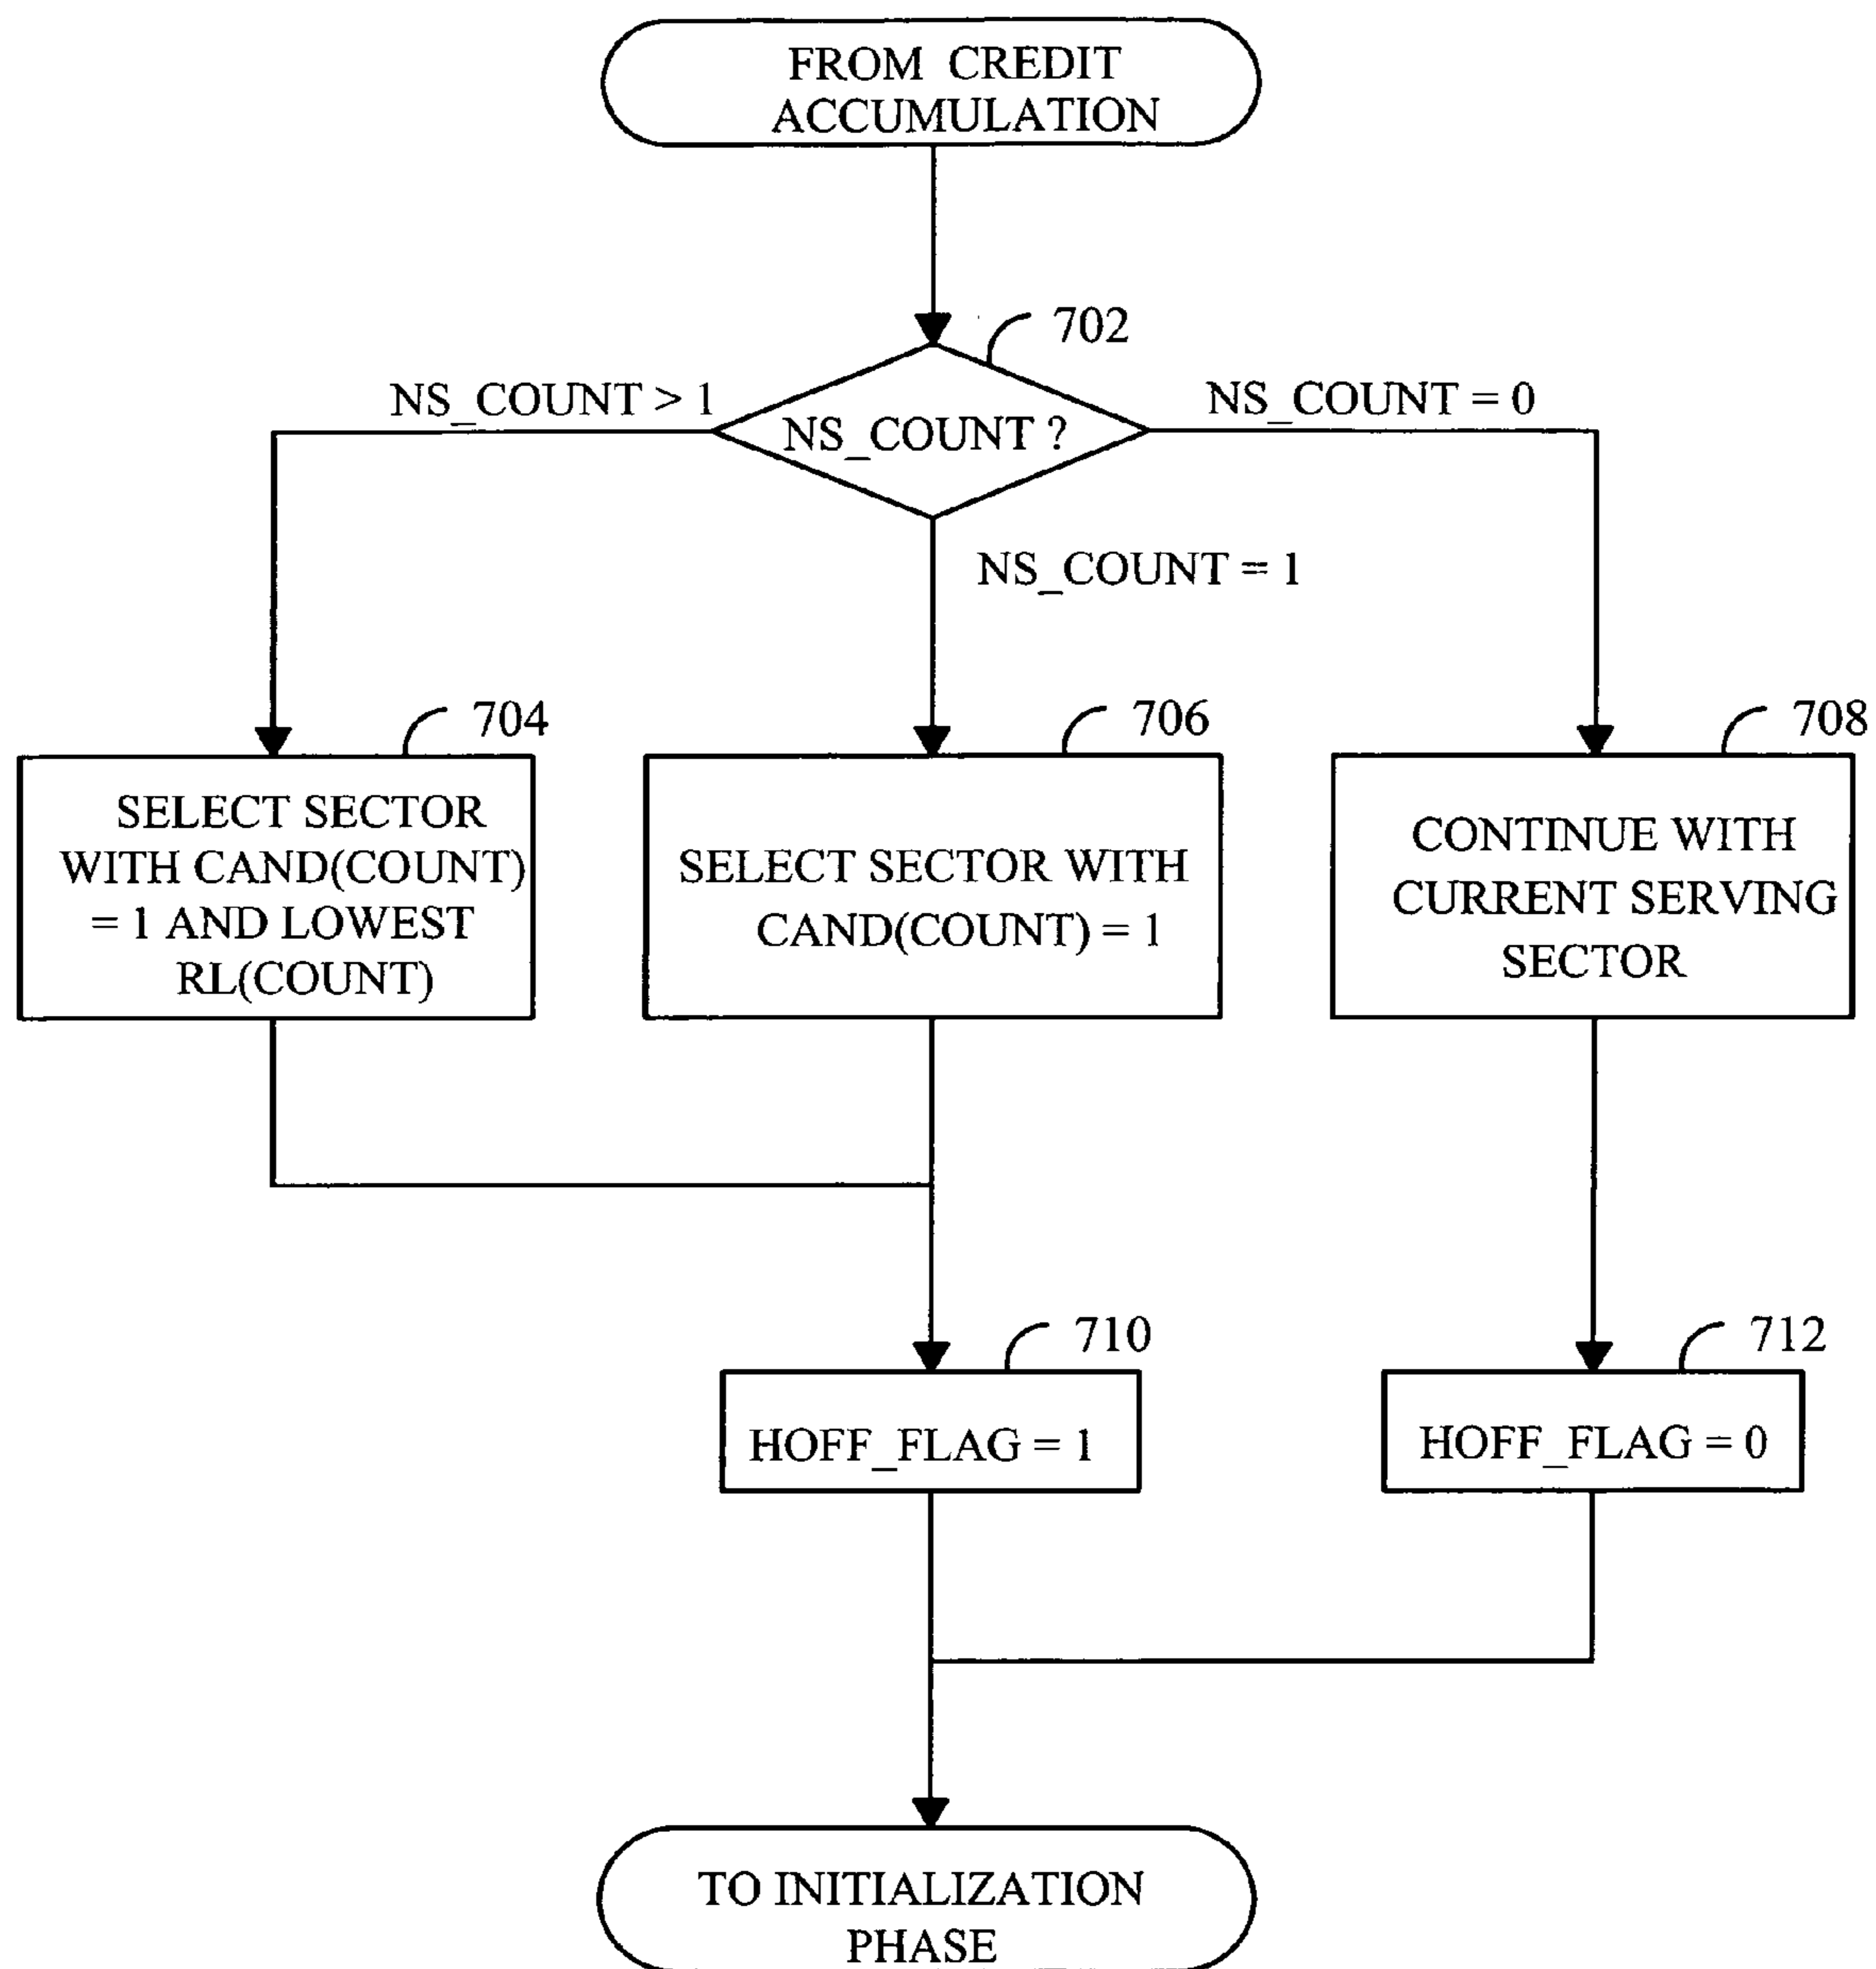 FROM CREDIT
ACCUMULATION
702
NS_COUNT > 1
NS_COUNT ?
NS_COUNT = 0
NS_COUNT = 1
704
SELECT SECTOR
WITH CAND(COUNT)
= 1 AND LOWEST
RL(COUNT)
706
SELECT SECTOR WITH
CAND(COUNT) = 1
708
CONTINUE WITH
CURRENT SERVING
SECTOR
710
HOFF_FLAG = 1
712
HOFF_FLAG = 0
TO INITIALIZATION
PHASE